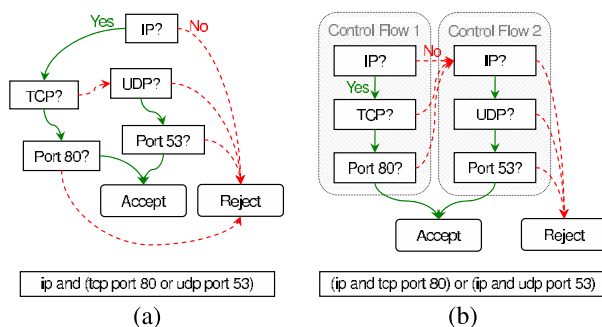 Yes
IP?
No
TCP?
UDP?
Port 80?
Port 53?
Accept
Reject
ip and (tcp port 80 or udp port 53)
(a)
Control Flow 1
Control Flow 2
IP?
No
IP?
Yes
TCP?
UDP?
Port 80?
Port 53?
Accept
Reject
(ip and tcp port 80) or (ip and udp port 53)
(b)